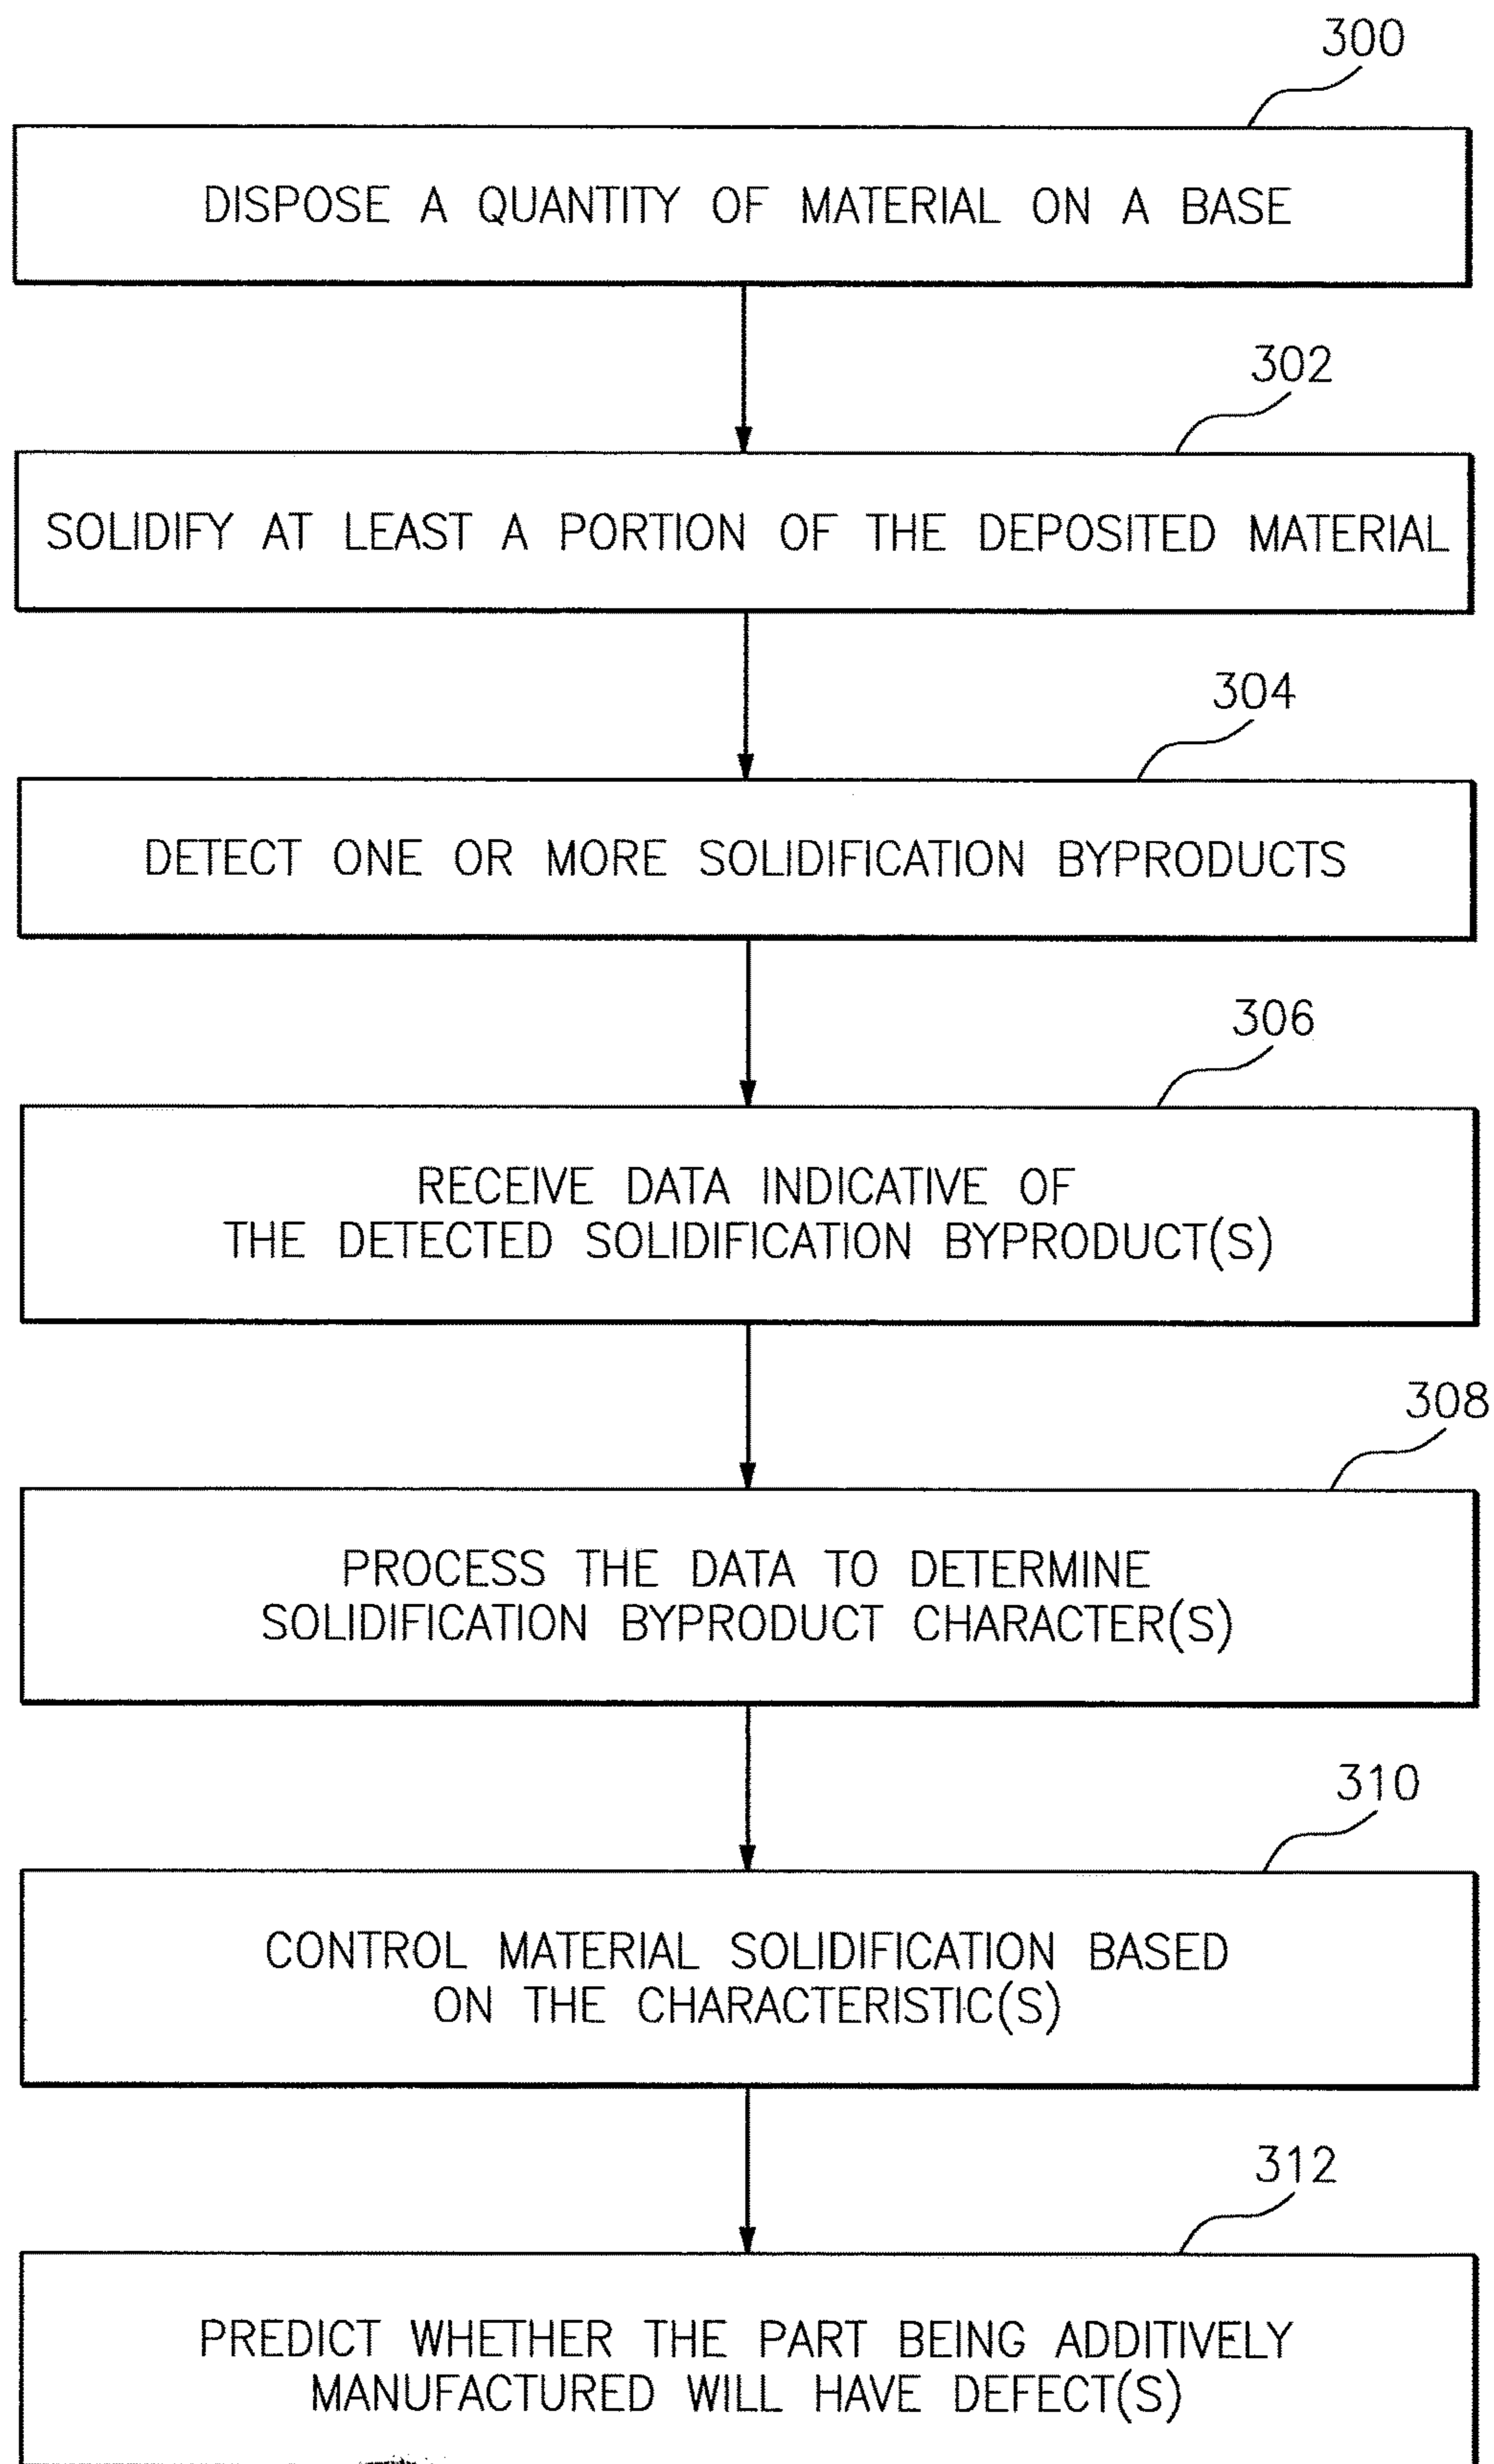 300
DISPOSE A QUANTITY OF MATERIAL ON A BASE
302
SOLIDIFY AT LEAST A PORTION OF THE DEPOSITED MATERIAL
304
DETECT ONE OR MORE SOLIDIFICATION BYPRODUCTS
306
RECEIVE DATA INDICATIVE OF
THE DETECTED SOLIDIFICATION BYPRODUCT(S)
308
PROCESS THE DATA TO DETERMINE
SOLIDIFICATION BYPRODUCT CHARACTER(S)
310
CONTROL MATERIAL SOLIDIFICATION BASED
ON THE CHARACTERISTIC(S)
312
PREDICT WHETHER THE PART BEING ADDITIVELY
MANUFACTURED WILL HAVE DEFECT(S)